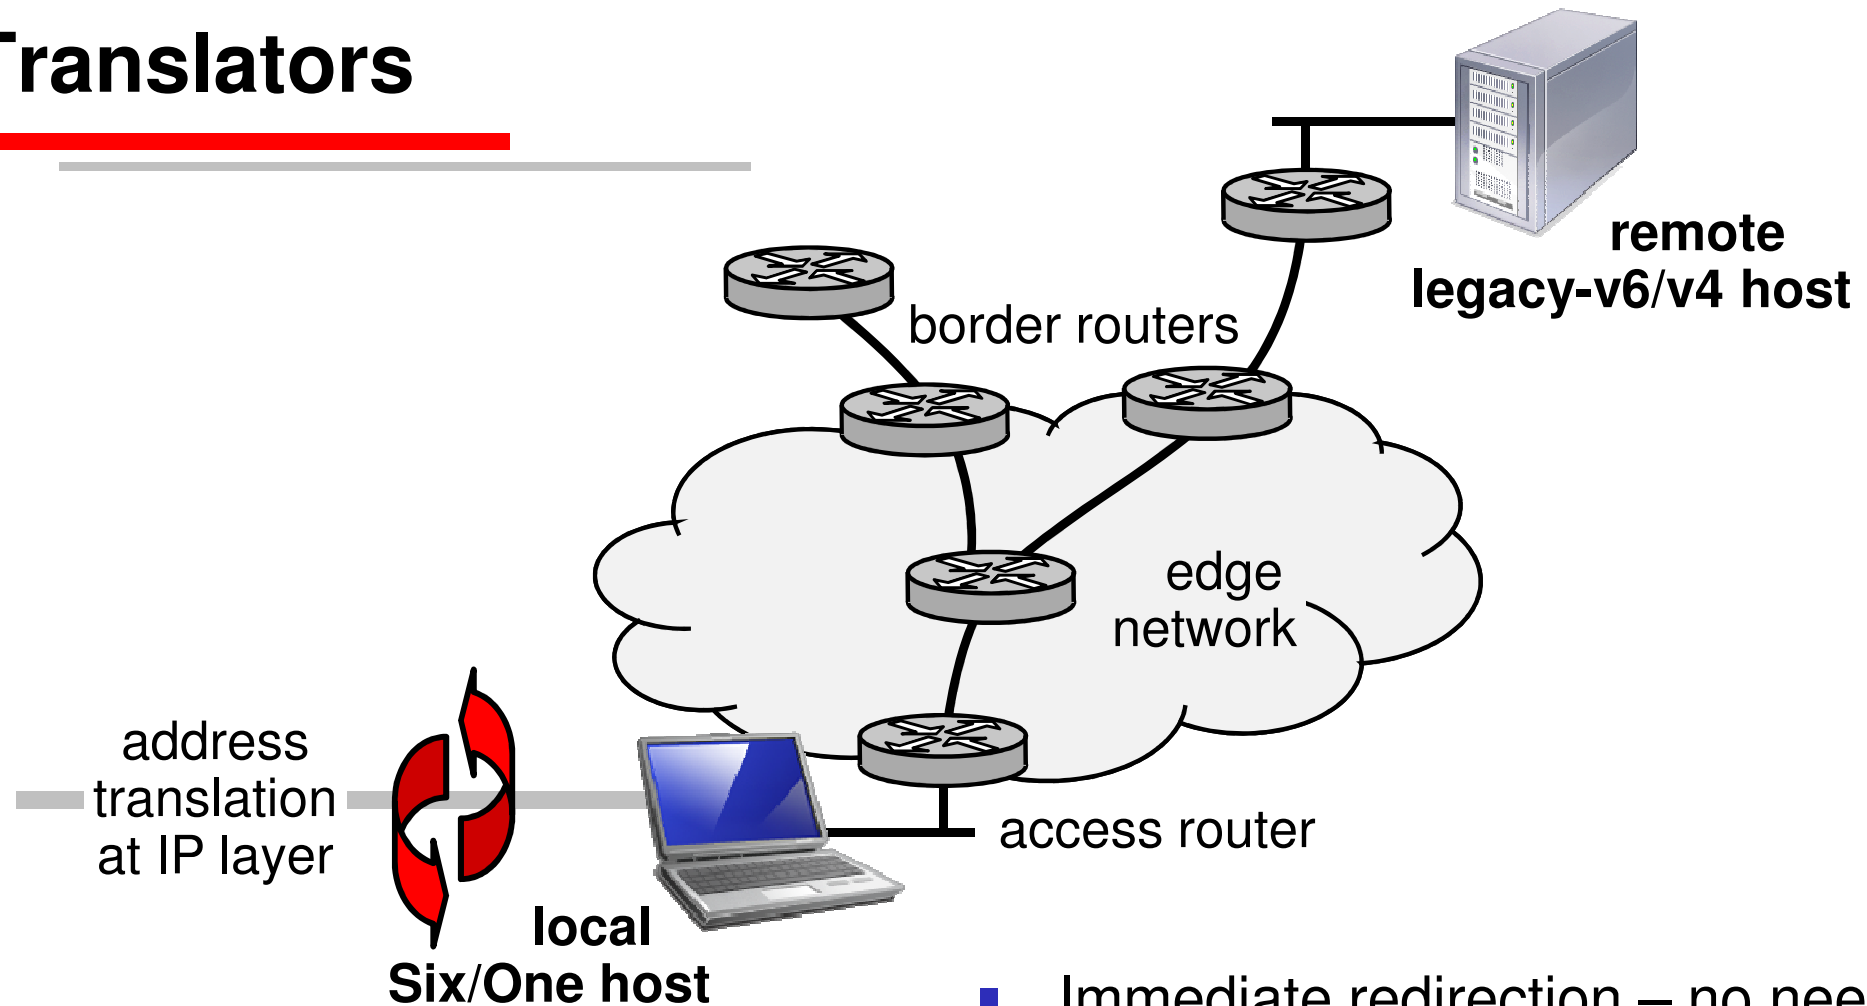 Translators
remote
legacy-v6/v4 host
border routers
edge
network
address
translation
at IP layer
access router
local
Six/One host
Immediate redirection – no nee